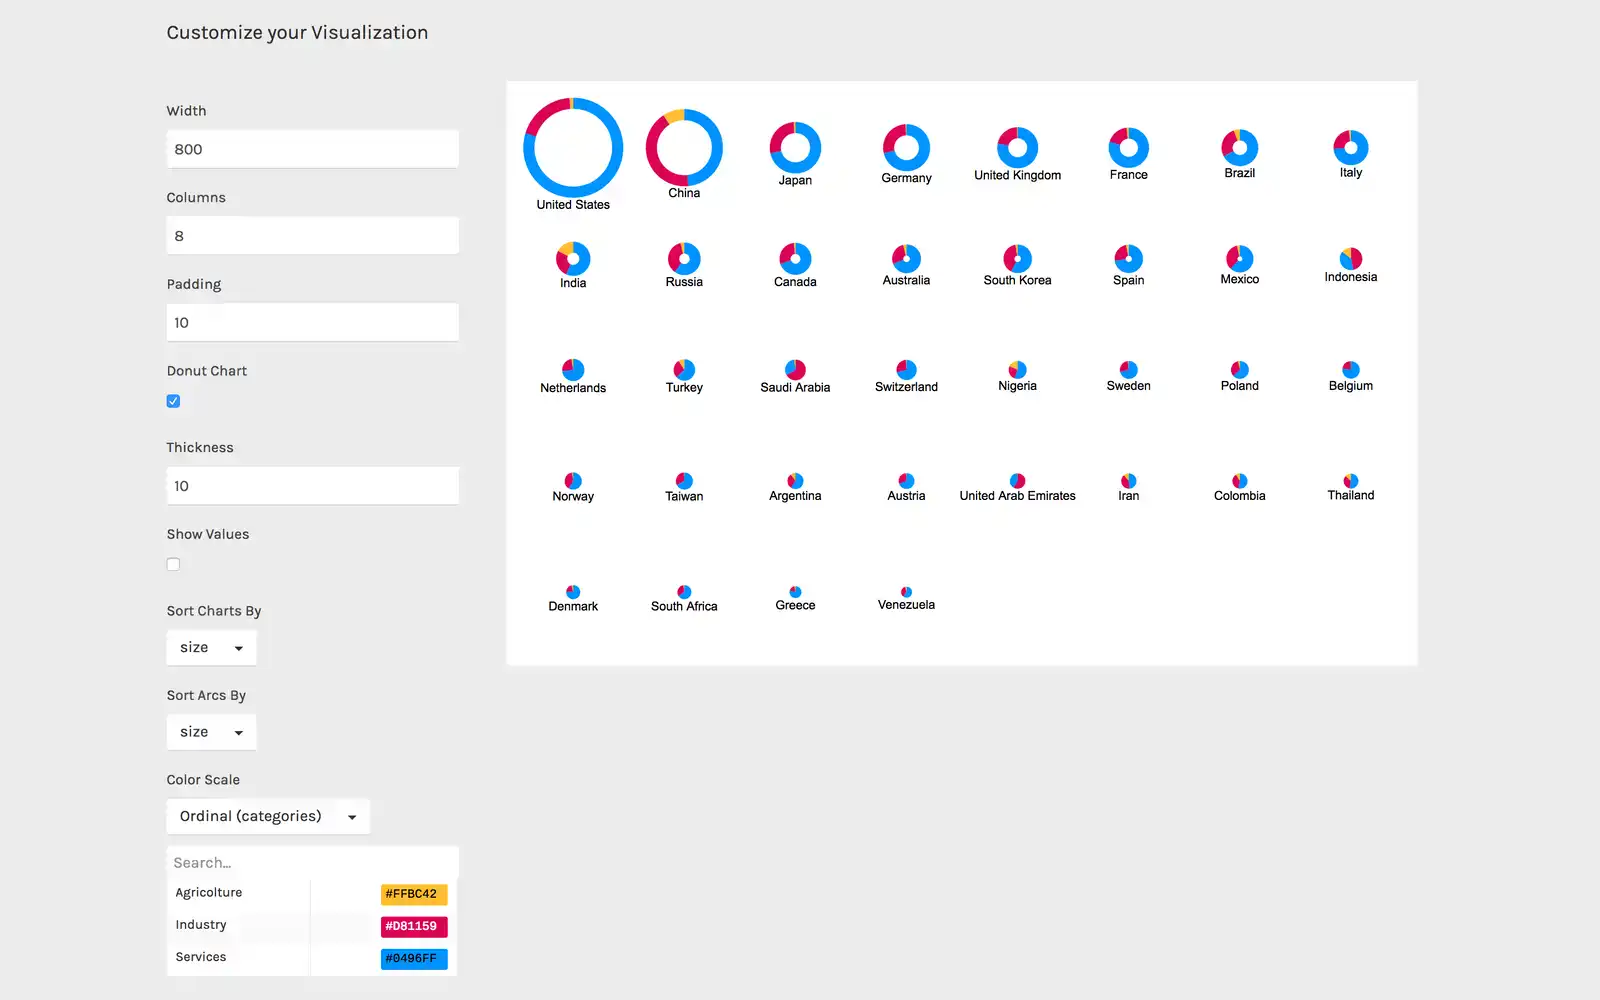 Customize your Visualization
Width
800
Columns
8
Padding
10
Donut Chart
Thickness
10
Show Values
Sort Charts By
size
Sort Arcs By
size
Color Scale
Ordinal (categories)
Search...
Agricolture #FFBC42
Industry #D81159
Services #0496FF
United States China Japan Germany United Kingdom France Brazil Italy
India Russia Canada Australia South Korea Spain Mexico Indonesia
Netherlands Turkey Saudi Arabia Switzerland Nigeria Sweden Poland Belgium
Norway Taiwan Argentina Austria United Arab Emirates Iran Colombia Thailand
Denmark South Africa Greece Venezuela